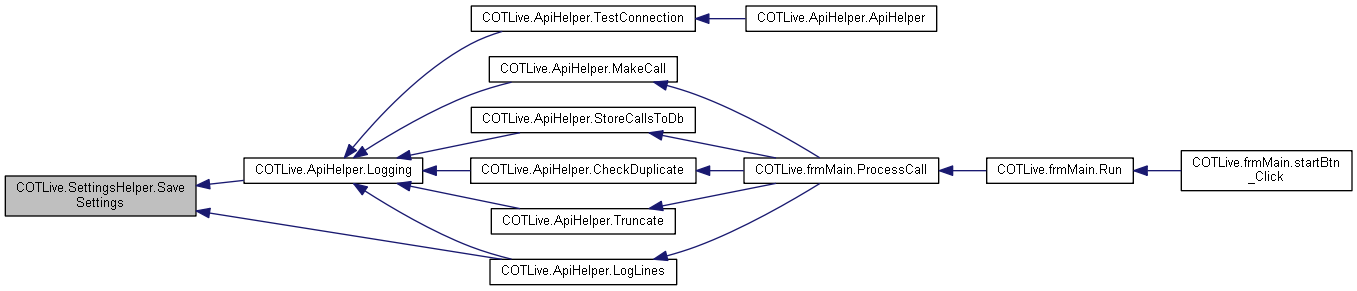 COTLive.SettingsHelper.Save
Settings
COTLive.ApiHelper.Logging
COTLive.ApiHelper.TestConnection
COTLive.ApiHelper.ApiHelper
COTLive.ApiHelper.MakeCall
COTLive.ApiHelper.StoreCallsToDb
COTLive.ApiHelper.CheckDuplicate
COTLive.ApiHelper.Truncate
COTLive.ApiHelper.LogLines
COTLive.frmMain.ProcessCall
COTLive.frmMain.Run
COTLive.frmMain.startBtn
_Click